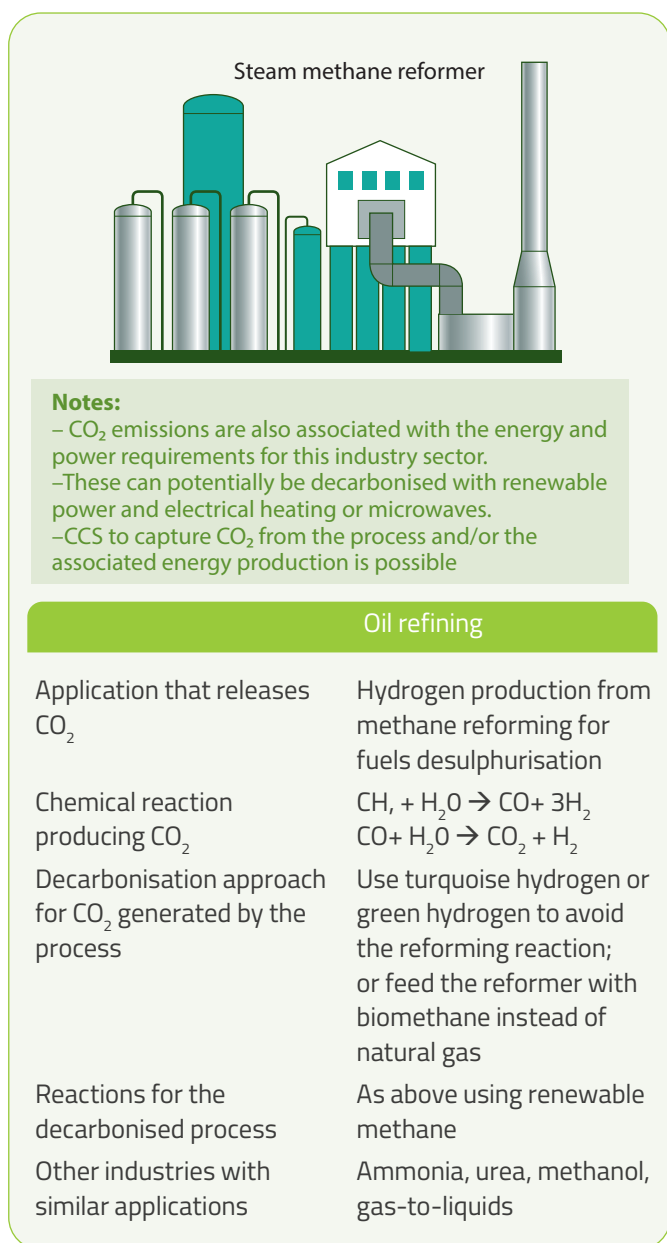 Steam methane reformer
Notes:
– CO₂ emissions are also associated with the energy and
power requirements for this industry sector.
–These can potentially be decarbonised with renewable
power and electrical heating or microwaves.
–CCS to capture CO₂ from the process and/or the
associated energy production is possible
Oil refining
Application that releases
CO₂
Hydrogen production from
methane reforming for
fuels desulphurisation
Chemical reaction
producing CO₂
CH, + H₂0 → CO+ 3H₂
CO+ H₂0 → CO₂ + H₂
Decarbonisation approach
for CO₂ generated by the
process
Use turquoise hydrogen or
green hydrogen to avoid
the reforming reaction;
or feed the reformer with
biomethane instead of
natural gas
Reactions for the
decarbonised process
As above using renewable
methane
Other industries with
similar applications
Ammonia, urea, methanol,
gas-to-liquids